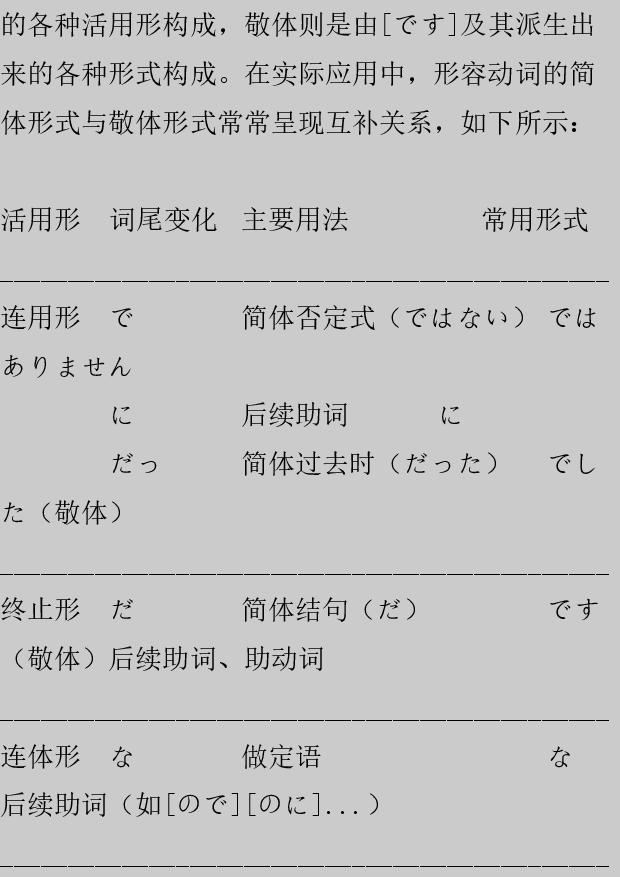 的各种活用形构成，敬体则是由[です]及其派生出
来的各种形式构成。在实际应用中，形容动词的简
体形式与敬体形式常常呈现互补关系，如下所示：
活用形 词尾变化 主要用法 常用形式
连用形 で 简体否定式（ではない） では
ありません
に 后续助词 に
だっ 简体过去时（だった） でし
た（敬体）
终止形 だ 简体结句（だ） です
（敬体）后续助词、助动词
连体形 な 做定语 な
后续助词（如[ので][のに]...）